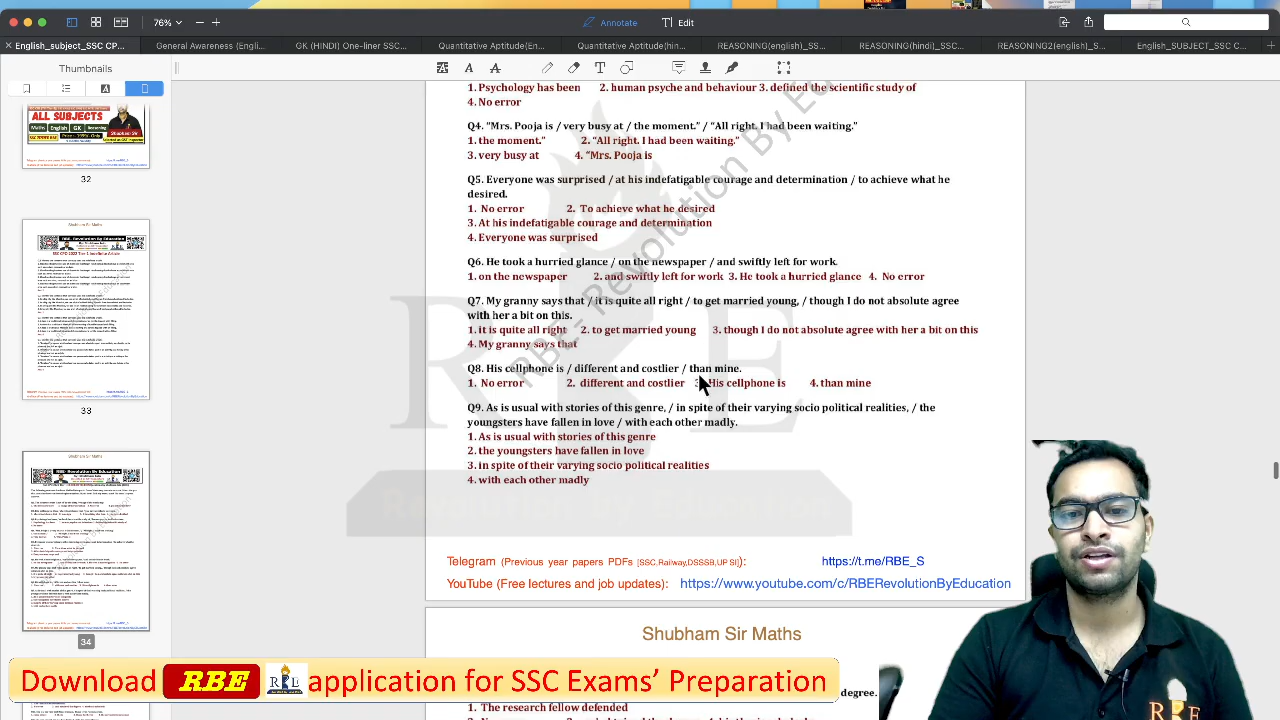 76%
Annotate
Edit
English_subject_SSC CP...
General Awareness (Engli...
GK (HINDI) One-liner SSC...
Quantitative Aptitude(En...
Quantitative Aptitude(hin...
REASONING(english)_SS...
REASONING(hindi)_SSC...
REASONING2(english)_S...
English_SUBJECT_SSC C...
Thumbnails
ALL SUBJECTS
Maths English GK Reasoning
32
33
34
1. Psychology has been 2. human psyche and behaviour 3. defined the scientific study of
4. No error
Q4. "Mrs. Pooja is / very busy at / the moment." / "All right. I had been waiting."
1. the moment." 2. "All right. I had been waiting."
3. very busy at 4. "Mrs. Pooja is
Q5. Everyone was surprised / at his indefatigable courage and determination / to achieve what he
desired.
1. No error 2. To achieve what he desired
3. At his indefatigable courage and determination
4. Everyone was surprised
Q6. He took a hurried glance / on the newspaper / and swiftly left for work.
1. on the newspaper 2. and swiftly left for work 3. He took a hurried glance 4. No error
Q7. My granny says that / it is quite all right / to get married young / though I do not absolute agree
with her a bit on this.
1. it is quite all right 2. to get married young 3. though I do not absolute agree with her a bit on this
4. My granny says that
Q8. His cellphone is / different and costlier / than mine.
1. No error 2. different and costlier 3. His cellphone is 4. than mine
Q9. As is usual with stories of this genre, / in spite of their varying socio political realities, / the
youngsters have fallen in love / with each other madly.
1. As is usual with stories of this genre
2. the youngsters have fallen in love
3. in spite of their varying socio political realities
4. with each other madly
Telegram (Previous year papers PDFs [SSC,Railway,DSSSB,UP.. https://t.me/RBE_S
YouTube (Live lectures and job updates): https://www.youtube.com/c/RBERevolutionByEducation
Shubham Sir Maths
degree.
1. The research fellow defended
Download RBE application for SSC Exams' Preparation